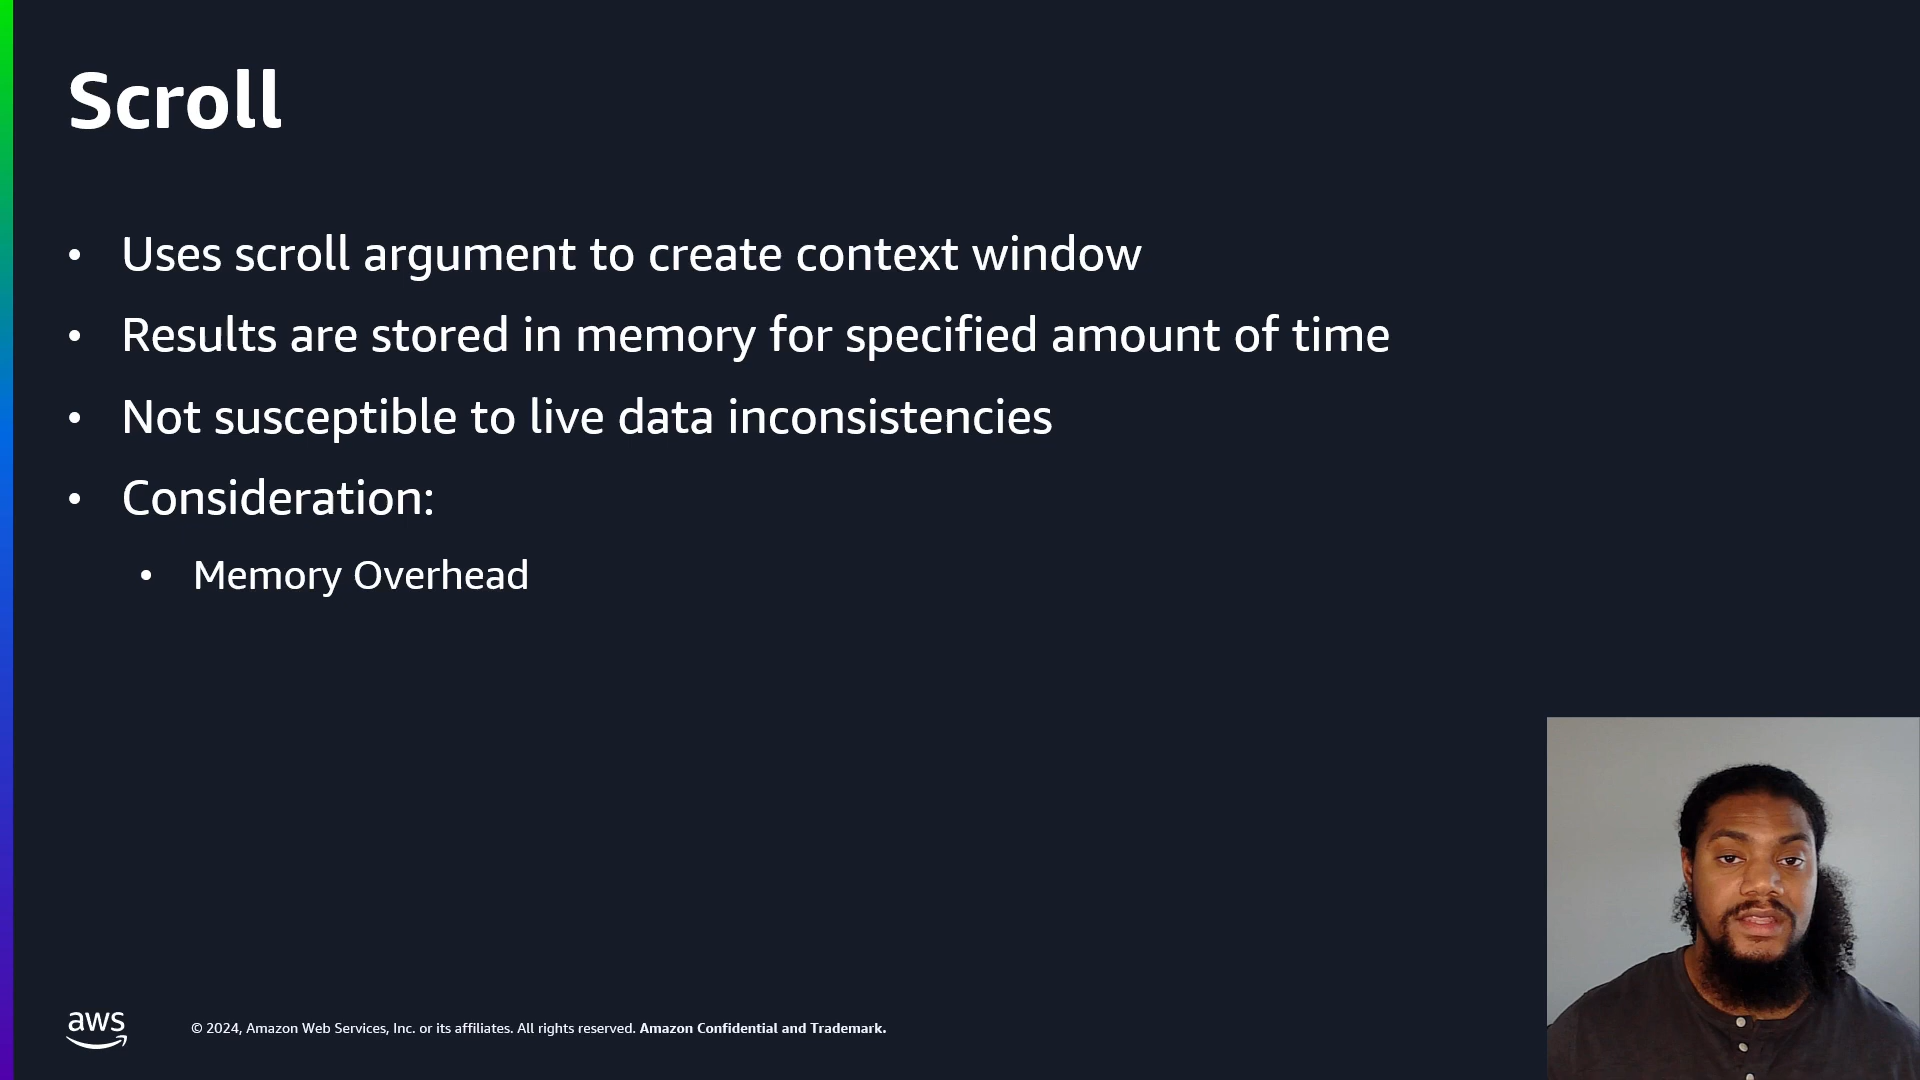 Scroll
• Uses scroll argument to create context window
• Results are stored in memory for specified amount of time
• Not susceptible to live data inconsistencies
• Consideration:
• Memory Overhead
aws
© 2024, Amazon Web Services, Inc. or its affiliates. All rights reserved. Amazon Confidential and Trademark.